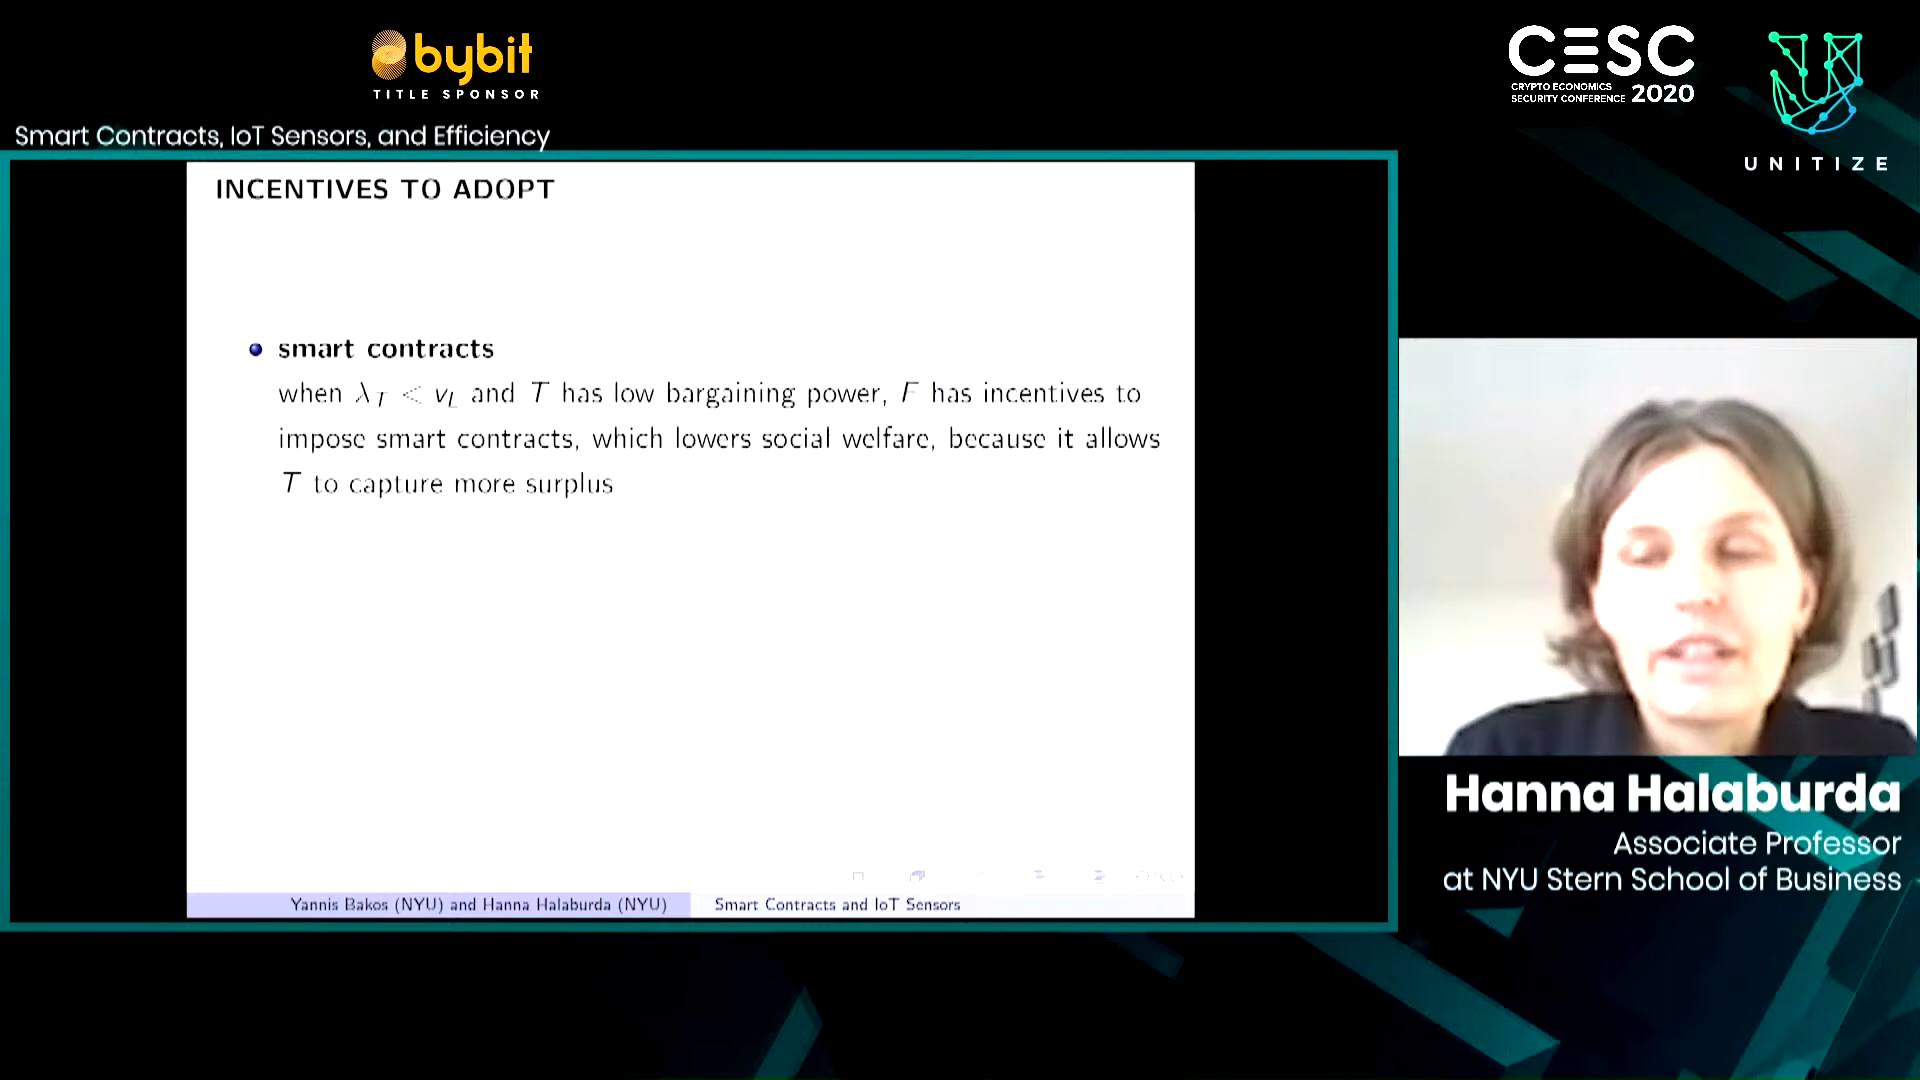 bybit
TITLE SPONSOR
CESC
CRYPTO ECONOMICS
SECURITY CONFERENCE 2020
UNITIZE
Smart Contracts, IoT Sensors, and Efficiency
INCENTIVES TO ADOPT
smart contracts
when λ_T < v_L and T has low bargaining power, F has incentives to
impose smart contracts, which lowers social welfare, because it allows
T to capture more surplus
Yannis Bakos (NYU) and Hanna Halaburda (NYU) Smart Contracts and IoT Sensors
Hanna Halaburda
Associate Professor
at NYU Stern School of Business